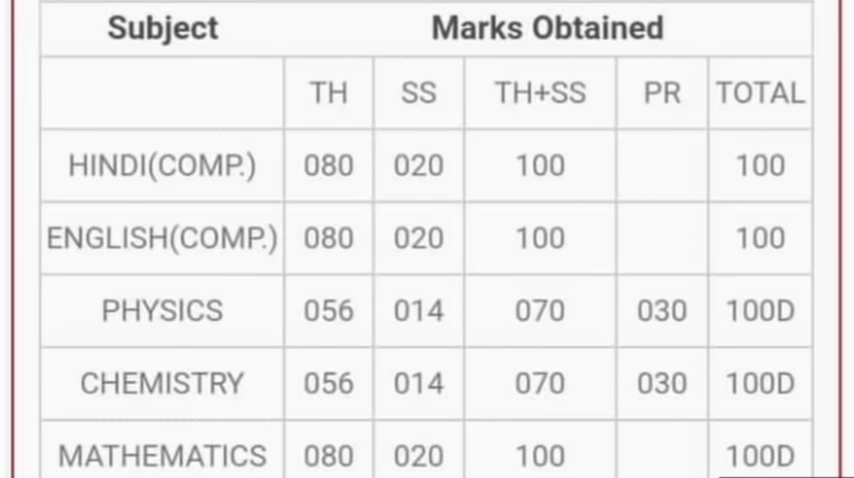 Subject Marks Obtained
TH SS TH+SS PR TOTAL
HINDI(COMP.) 080 020 100 100
ENGLISH(COMP.) 080 020 100 100
PHYSICS 056 014 070 030 100D
CHEMISTRY 056 014 070 030 100D
MATHEMATICS 080 020 100 100D